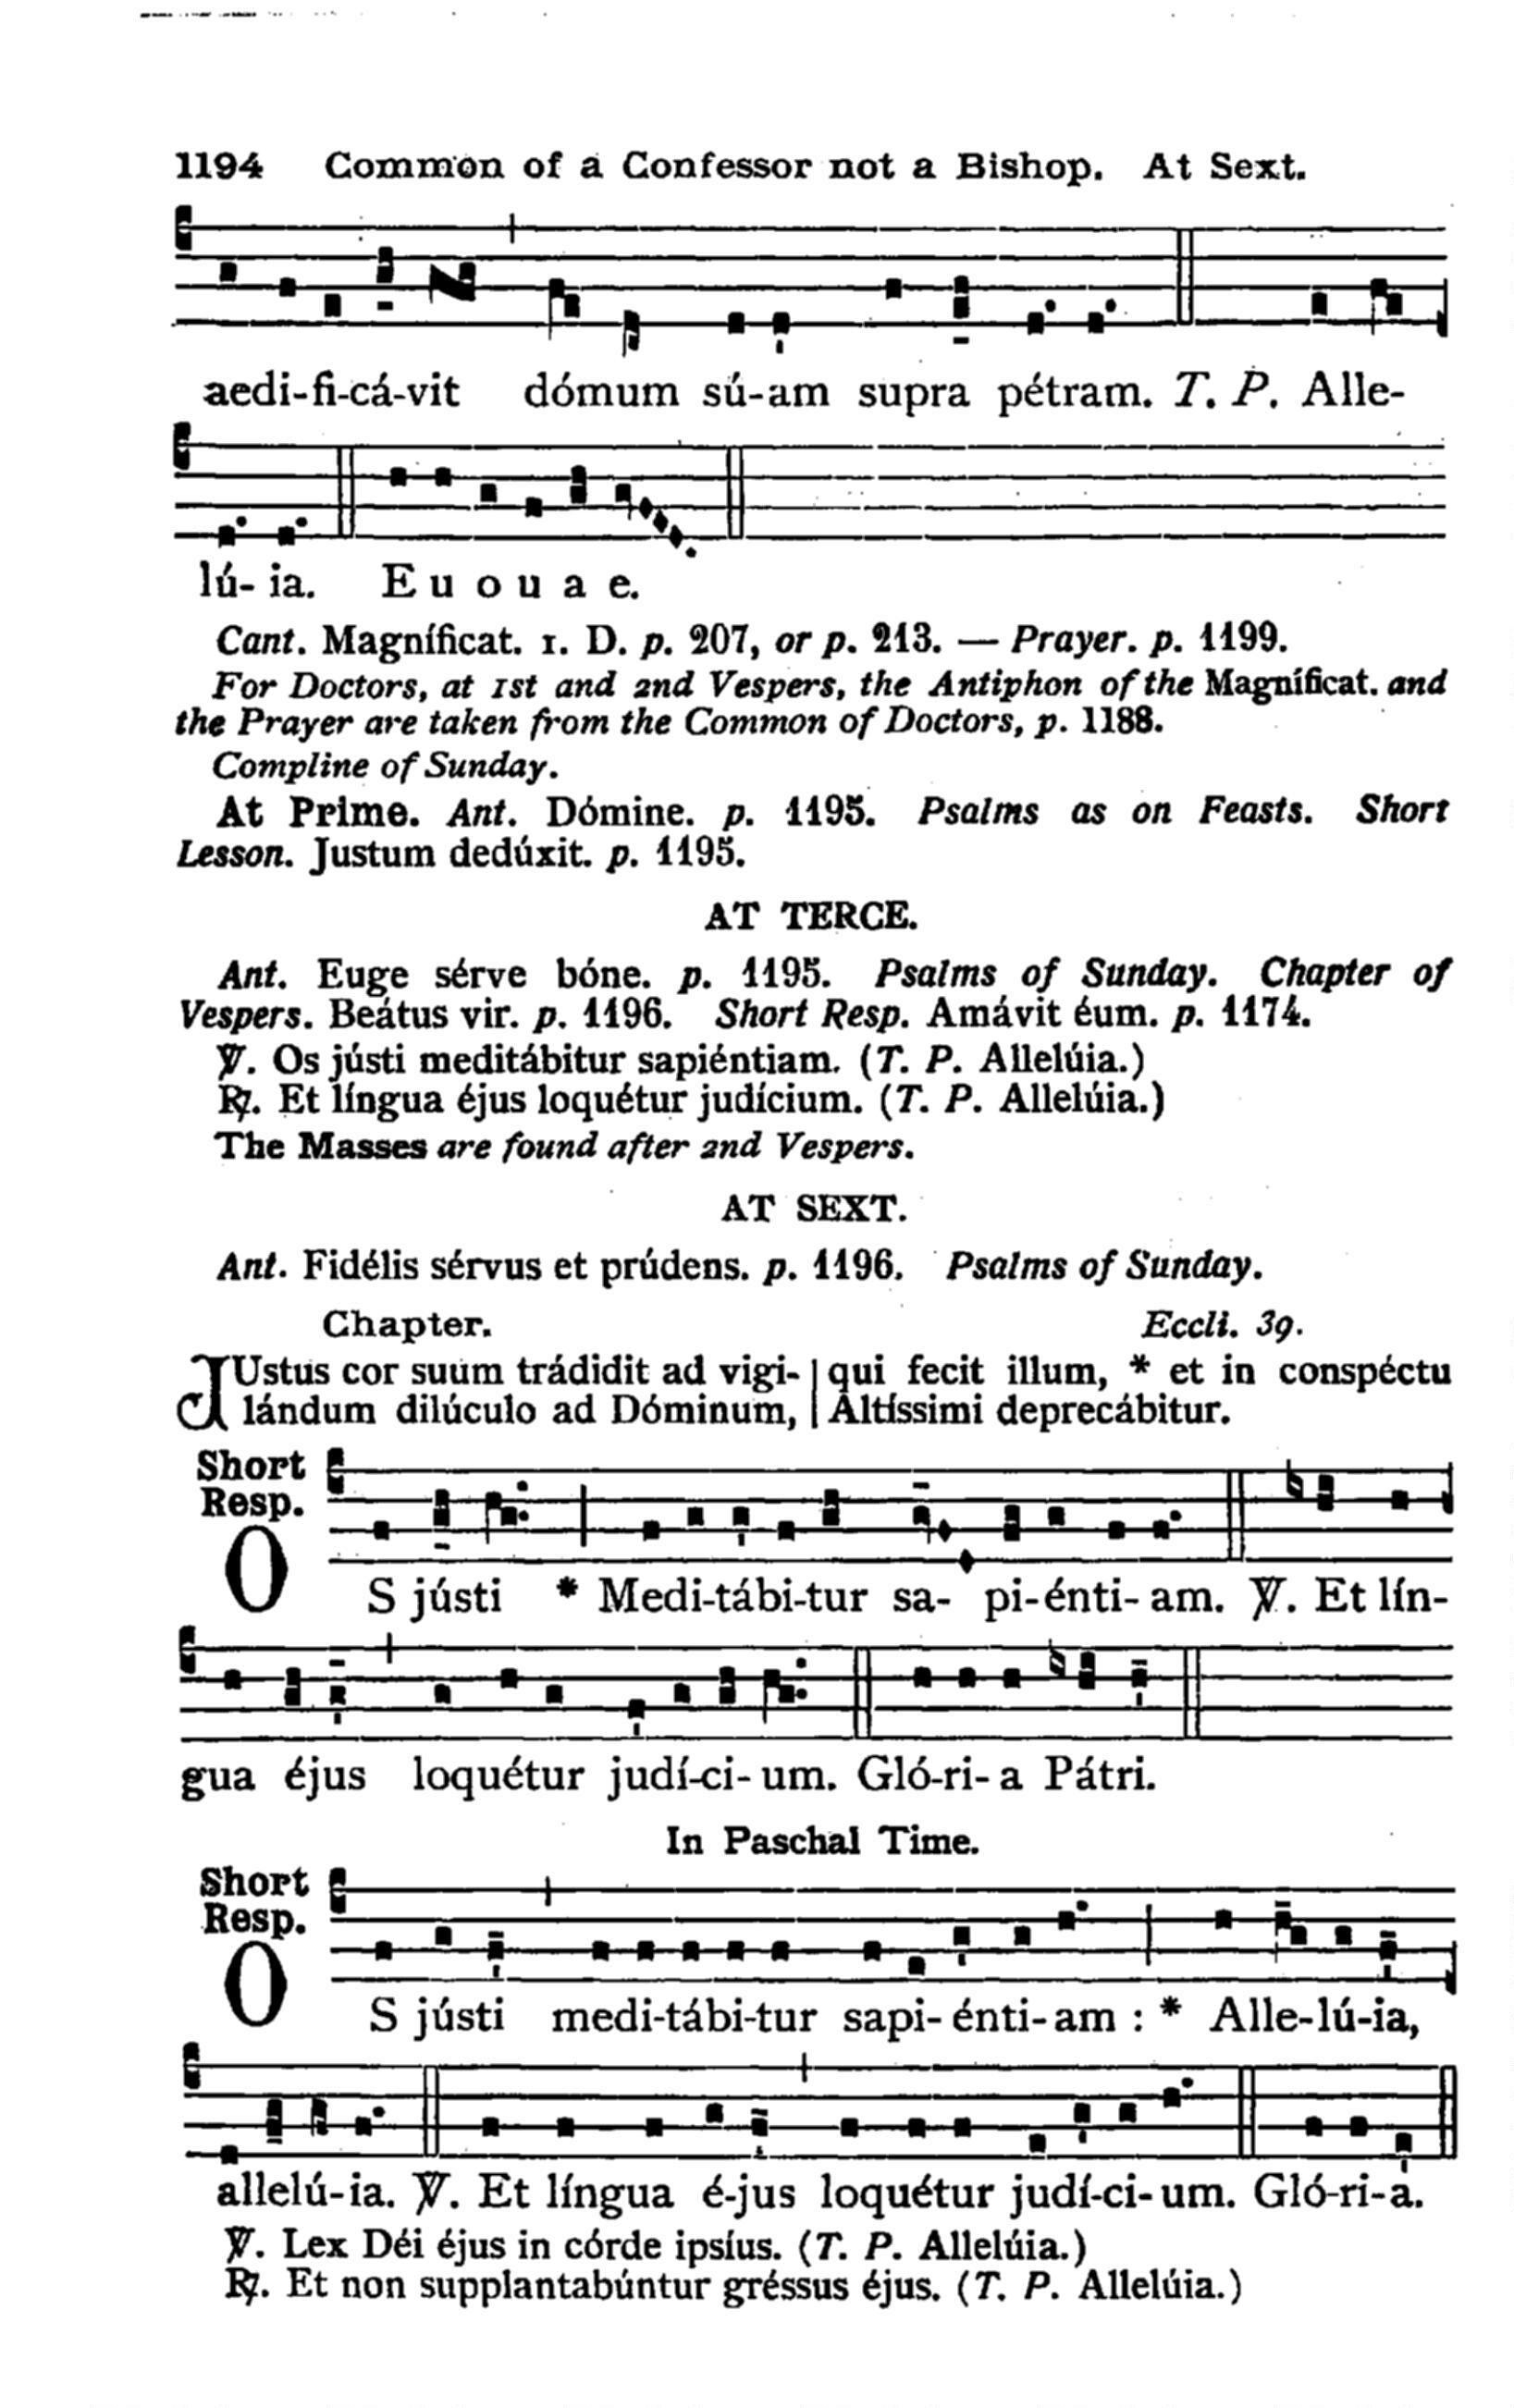 1194 Common of a Confessor not a Bishop. At Sext.
aedi-fi-cá-vit dómum sú-am supra pétram. T. P. Alle-
lú- ia. E u o u a e.
Cant. Magníficat. 1. D. p. 207, or p. 213. — Prayer. p. 1199.
For Doctors, at 1st and 2nd Vespers, the Antiphon of the Magníficat. and
the Prayer are taken from the Common of Doctors, p. 1188.
Compline of Sunday.
At Prime. Ant. Dómine. p. 1195. Psalms as on Feasts. Short
Lesson. Justum dedúxit. p. 1195.
AT TERCE.
Ant. Euge sérve bóne. p. 1195. Psalms of Sunday. Chapter of
Vespers. Beátus vir. p. 1196. Short Resp. Amávit éum. p. 1174.
℣. Os jústi meditábitur sapiéntiam. (T. P. Allelúia.)
℟. Et língua éjus loquétur judícium. (T. P. Allelúia.)
The Masses are found after 2nd Vespers.
AT SEXT.
Ant. Fidélis sérvus et prúdens. p. 1196. Psalms of Sunday.
Chapter. Eccli. 39.
JUstus cor suum trádidit ad vigi-
lándum dilúculo ad Dóminum,
qui fecit illum, * et in conspéctu
Altíssimi deprecábitur.
Short
Resp.
OS jústi * Medi-tábi-tur sa- pi-énti- am. ℣. Et lín-
gua éjus loquétur judí-ci- um. Gló-ri- a Pátri.
In Paschal Time.
Short
Resp.
OS jústi medi-tábi-tur sapi- énti- am : * Alle-lú-ia,
allelú-ia. ℣. Et língua é-jus loquétur judí-ci- um. Gló-ri-a.
℣. Lex Déi éjus in córde ipsíus. (T. P. Allelúia.)
℟. Et non supplantabúntur gréssus éjus. (T. P. Allelúia.)